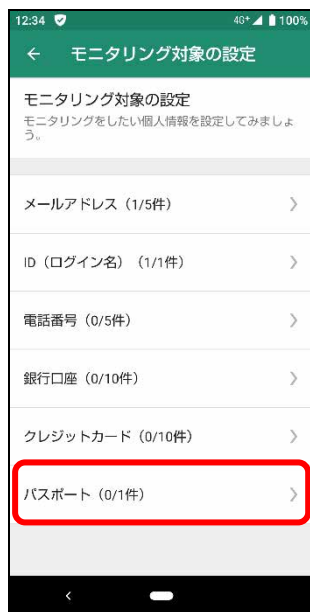 12:34 4G+ 100%
モニタリング対象の設定
モニタリング対象の設定
モニタリングをしたい個人情報を設定してみましょ
う。
メールアドレス（1/5件）
ID（ログイン名）（1/1件）
電話番号（0/5件）
銀行口座（0/10件）
クレジットカード（0/10件）
パスポート（0/1件）